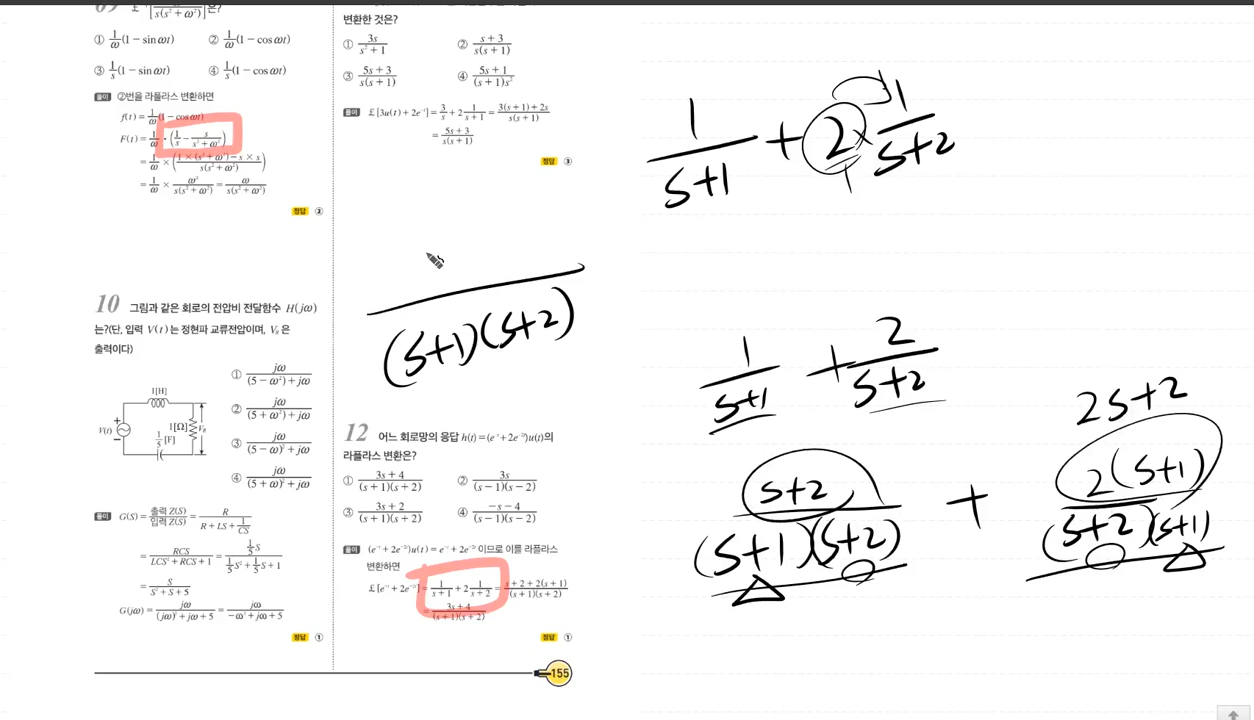 £⁻¹[ω/s(s²+ω²)]은?
① 1/ω(1−sinωt) ② 1/ω(1−cosωt)
③ 1/s(1−sinωt) ④ 1/s(1−cosωt)
풀이 ②번을 라플라스 변환하면
f(t)=1/ω(1−cosωt)
F(t)=1/ω・(1/s − s/(s²+ω²))
=1/ω×(1×(s²+ω²)−s×s)/(s(s²+ω²))
=1/ω×ω²/(s(s²+ω²))=ω/(s(s²+ω²))
정답 ②
10 그림과 같은 회로의 전압비 전달함수 H(jω)
는?(단, 입력 V(t)는 정현파 교류전압이며, V_R은
출력이다)
1[H]
V(t)
+
−
1[Ω]
V_R
1/5[F]
① jω/((5−ω²)+jω)
② jω/((5+ω²)+jω)
③ jω/((5−ω)²+jω)
④ jω/((5+ω)²+jω)
풀이 G(S)=출력 Z(S)/입력 Z(S)=R/(R+LS+1/CS)
=RCS/(LCS²+RCS+1)=(1/5 S)/(1/5 S²+1/5 S+1)
=S/(S²+S+5)
G(jω)=jω/((jω)²+jω+5)=jω/(−ω²+jω+5)
정답 ①
변환한 것은?
① 3s/(s²+1) ② (s+3)/(s(s+1))
③ (5s+3)/(s(s+1)) ④ (5s+1)/((s+1)s²)
풀이 £[3u(t)+2e⁻ᵗ]=3/s+2 1/(s+1)=(3(s+1)+2s)/(s(s+1))
=(5s+3)/(s(s+1))
정답 ③
(s+1)(s+2)
12 어느 회로망의 응답 h(t)=(e⁻ᵗ+2e⁻²ᵗ)u(t)의
라플라스 변환은?
① (3s+4)/((s+1)(s+2)) ② 3s/((s−1)(s−2))
③ (3s+2)/((s+1)(s+2)) ④ (−s−4)/((s−1)(s−2))
풀이 (e⁻ᵗ+2e⁻²ᵗ)u(t)=e⁻ᵗ+2e⁻²ᵗ이므로 이를 라플라스
변환하면
£[e⁻ᵗ+2e⁻²ᵗ]=1/(s+1)+2 1/(s+2)=(s+2+2(s+1))/((s+1)(s+2))
=(3s+4)/((s+1)(s+2))
정답 ①
155
1/(s+1) + 2 × 1/(s+2)
1/(s+1) + 2/(s+2)
2s+2
(s+2)/((s+1)(s+2)) + 2(s+1)/((s+2)(s+1))